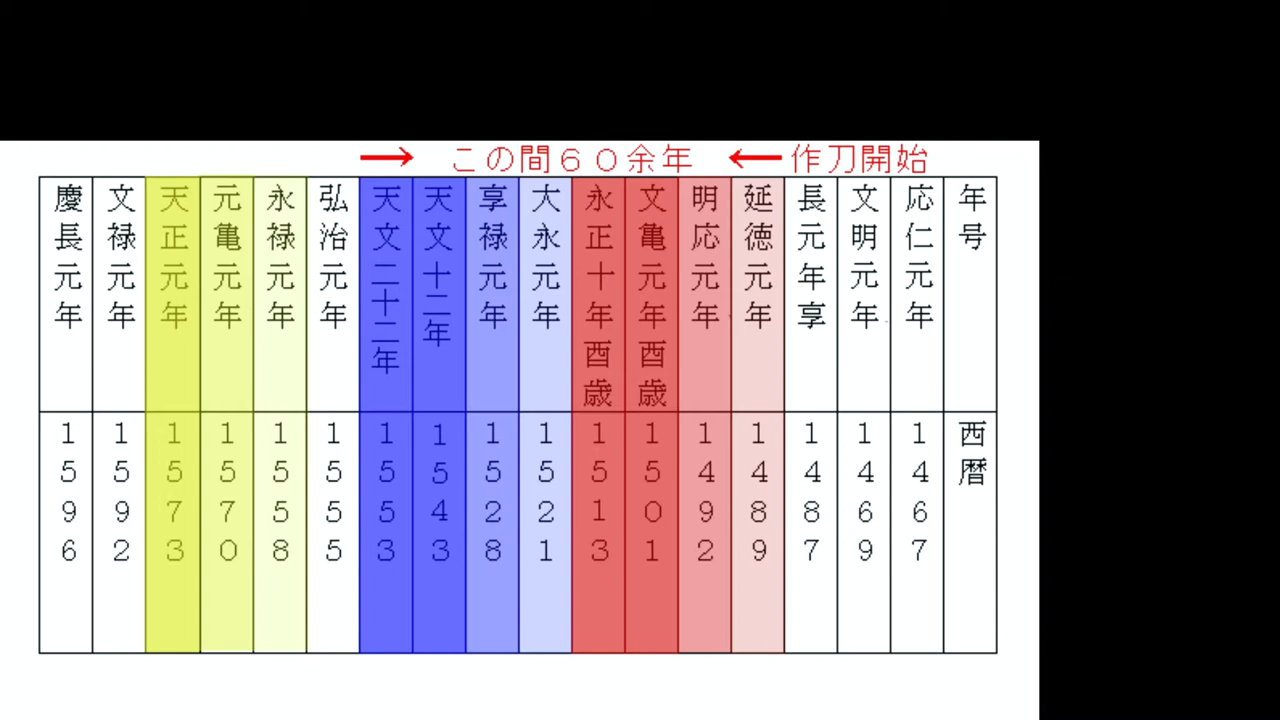 → この間６０余年 ←作刀開始
年号
応仁元年
文明元年
長元年享
延徳元年
明応元年
文亀元年酉歳
永正十年酉歳
大永元年
享禄元年
天文十二年
天文二十二年
弘治元年
永禄元年
元亀元年
天正元年
文禄元年
慶長元年
西暦
１４６７
１４６９
１４８７
１４８９
１４９２
１５０１
１５１３
１５２１
１５２８
１５４３
１５５３
１５５５
１５５８
１５７０
１５７３
１５９２
１５９６